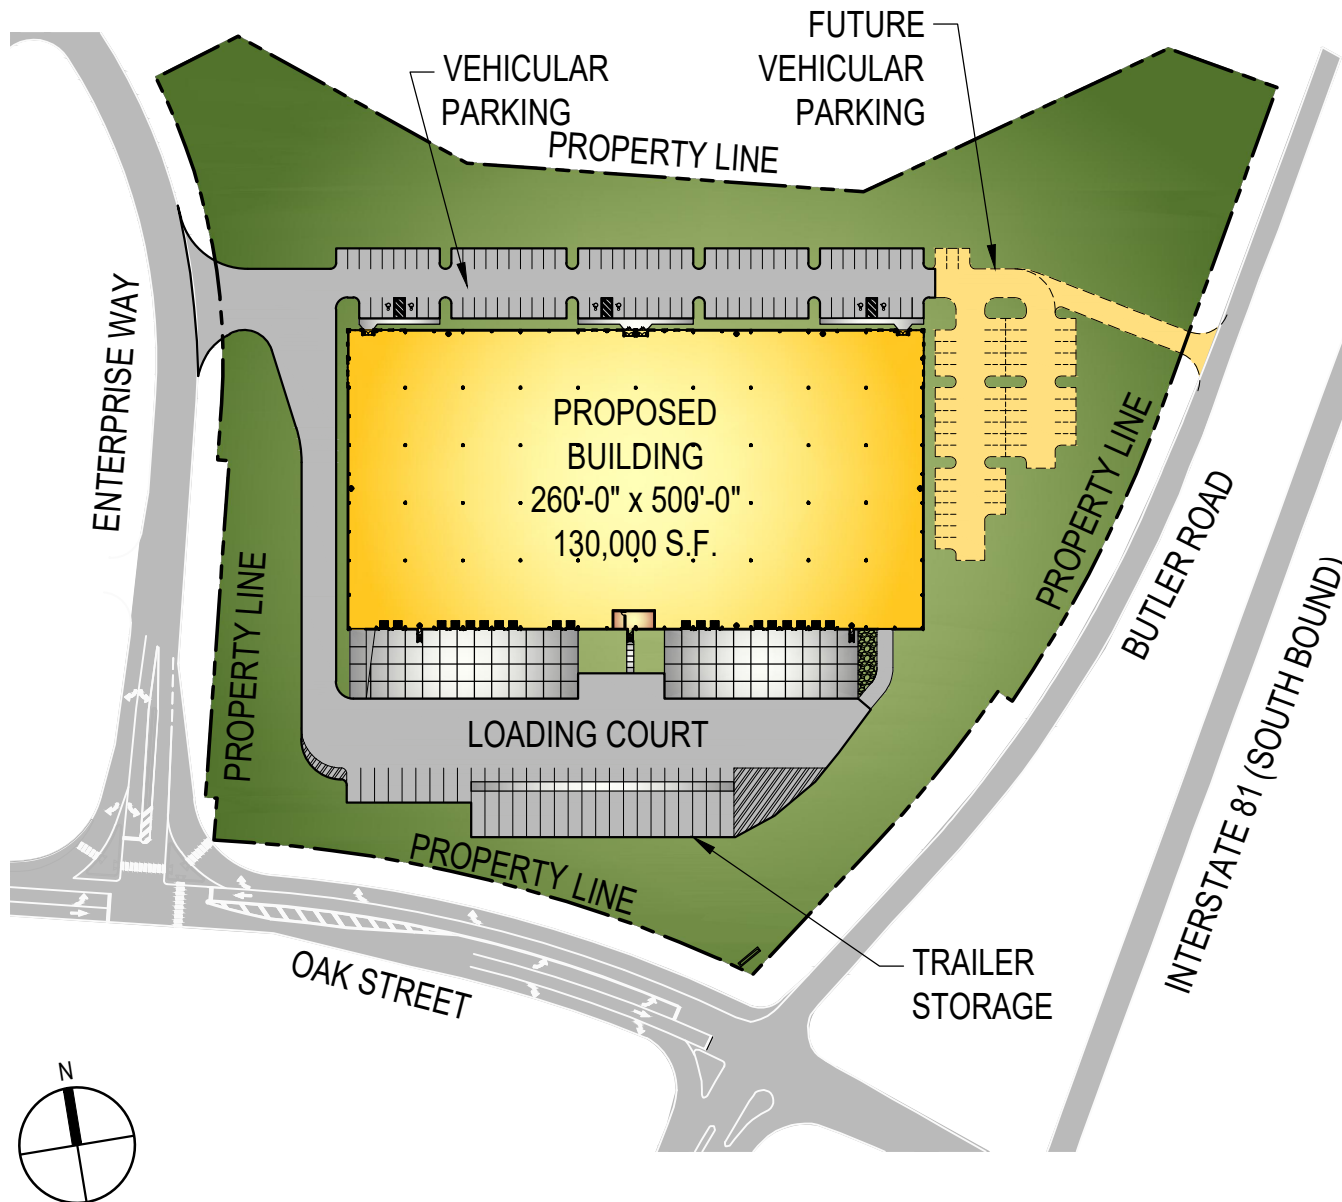 FUTURE
VEHICULAR
PARKING
VEHICULAR
PARKING
PROPERTY LINE
ENTERPRISE WAY
PROPOSED
BUILDING
260'-0" x 500'-0"
130,000 S.F.
PROPERTY LINE
BUTLER ROAD
INTERSTATE 81 (SOUTH BOUND)
PROPERTY LINE
LOADING COURT
PROPERTY LINE
TRAILER
STORAGE
OAK STREET
N